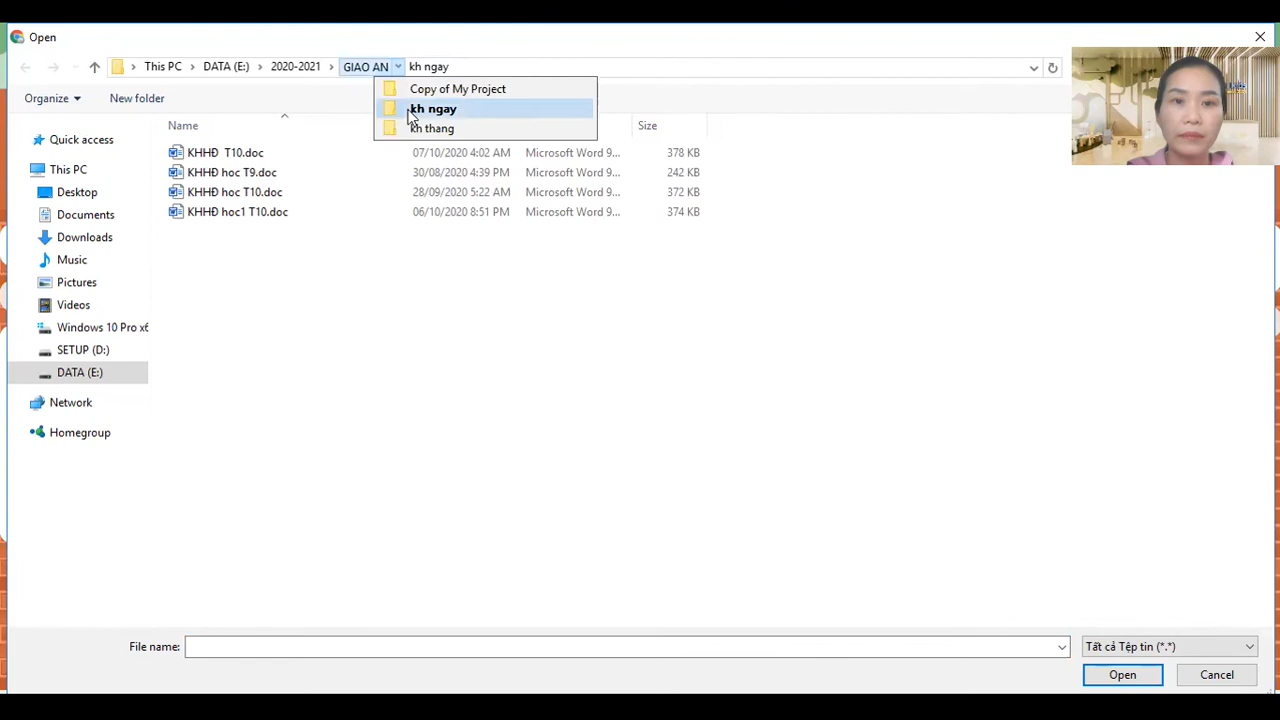 Open
This PC
DATA (E:)
2020-2021
GIAO AN
kh ngay
Organize
New folder
Copy of My Project
kh ngay
kh thang
Name
Size
KHHĐ  T10.doc
07/10/2020 4:02 AM
Microsoft Word 9...
378 KB
KHHĐ hoc T9.doc
30/08/2020 4:39 PM
Microsoft Word 9...
242 KB
KHHĐ hoc T10.doc
28/09/2020 5:22 AM
Microsoft Word 9...
372 KB
KHHĐ hoc1 T10.doc
06/10/2020 8:51 PM
Microsoft Word 9...
374 KB
Quick access
This PC
Desktop
Documents
Downloads
Music
Pictures
Videos
Windows 10 Pro x6
SETUP (D:)
DATA (E:)
Network
Homegroup
File name:
Tất cả Tệp tin (*.*)
Open
Cancel